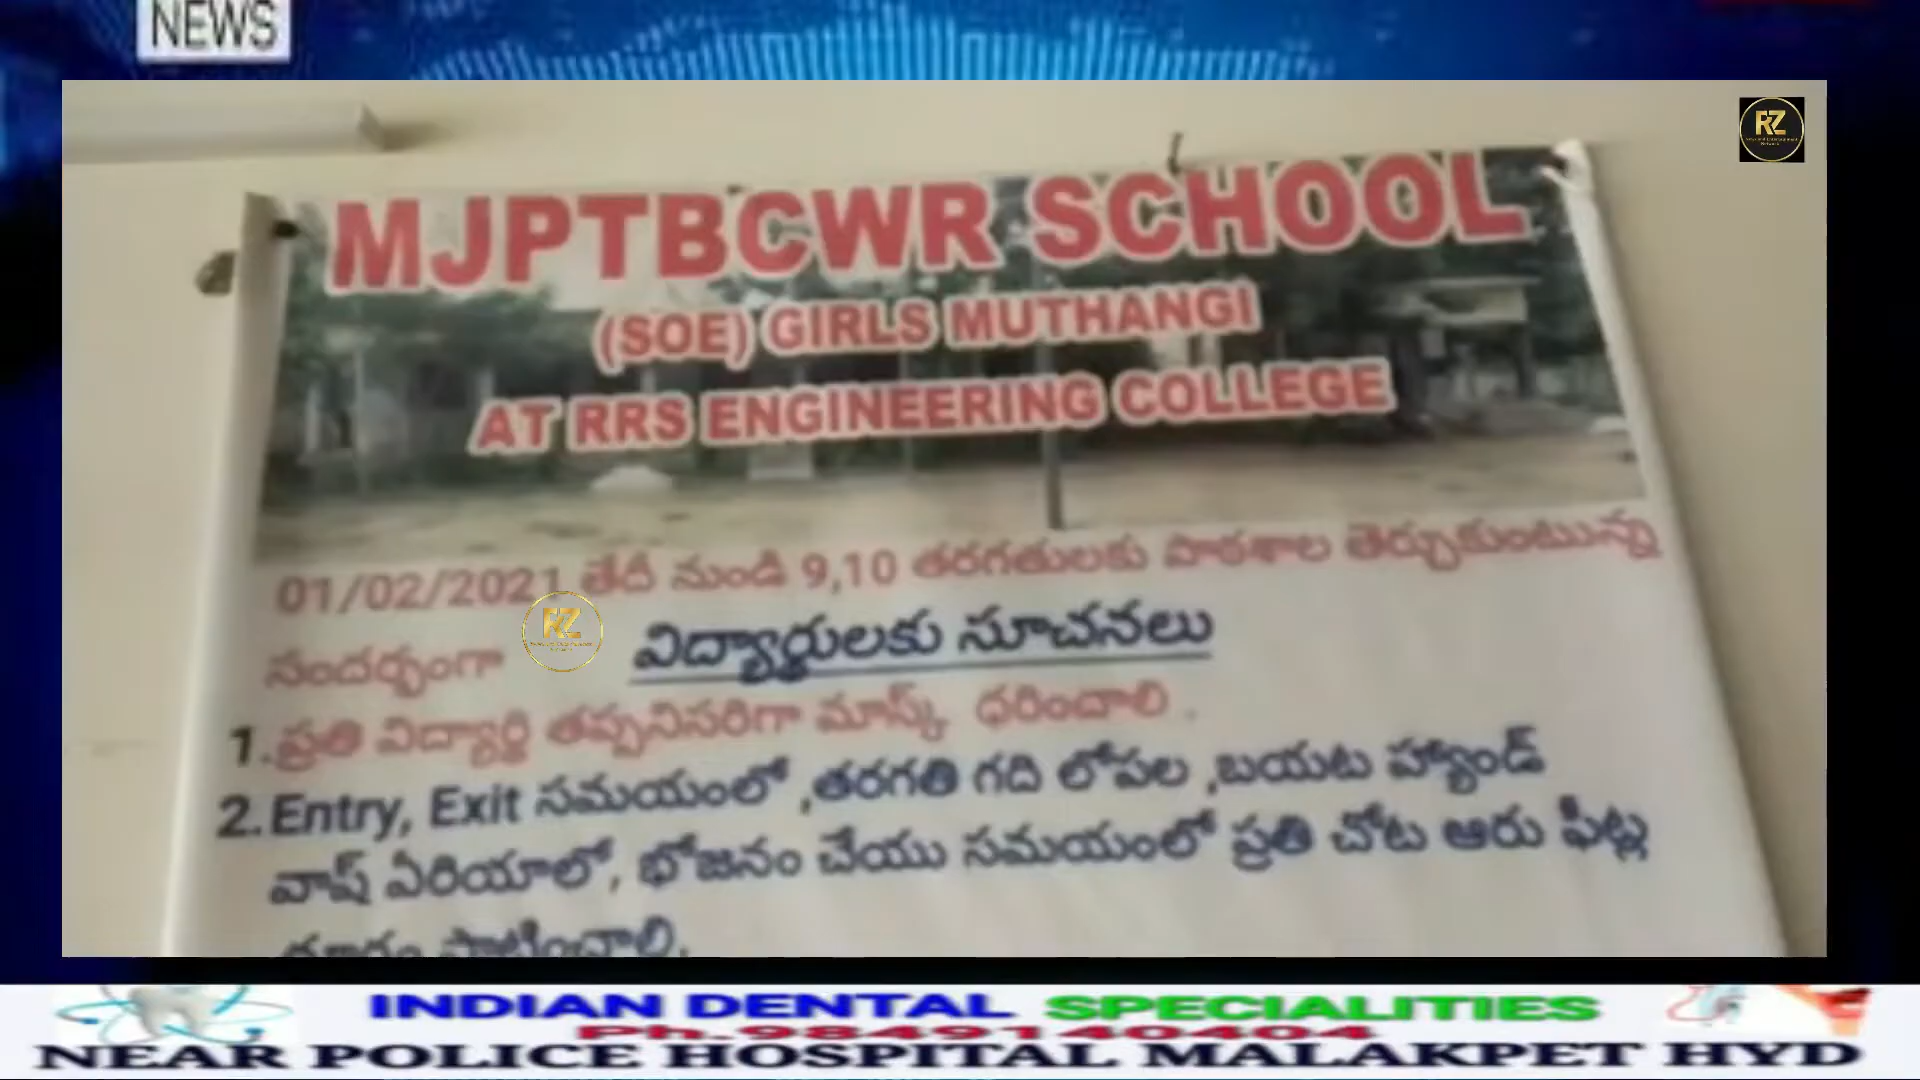 NEWS
RZ
MJPTBCWR SCHOOL
(SOE) GIRLS MUTHANGI
AT RRS ENGINEERING COLLEGE
01/02/2021 తేదీ నుండి 9,10 తరగతులకు పాఠశాల తెర్చుకుంటున్న
సందర్భంగా
RZ
విద్యార్థులకు సూచనలు
1. ప్రతి విద్యార్థి తప్పనిసరిగా మాస్క్ ధరించాలి .
2. Entry, Exit సమయంలో ,తరగతి గది లోపల ,బయట హ్యాండ్
వాష్ ఏరియాలో, భోజనం చేయు సమయంలో ప్రతి చోట ఆరు ఫీట్ల
దూరం పాటించాలి.
INDIAN DENTAL SPECIALITIES
Ph.9849140404
NEAR POLICE HOSPITAL MALAKPET HYD